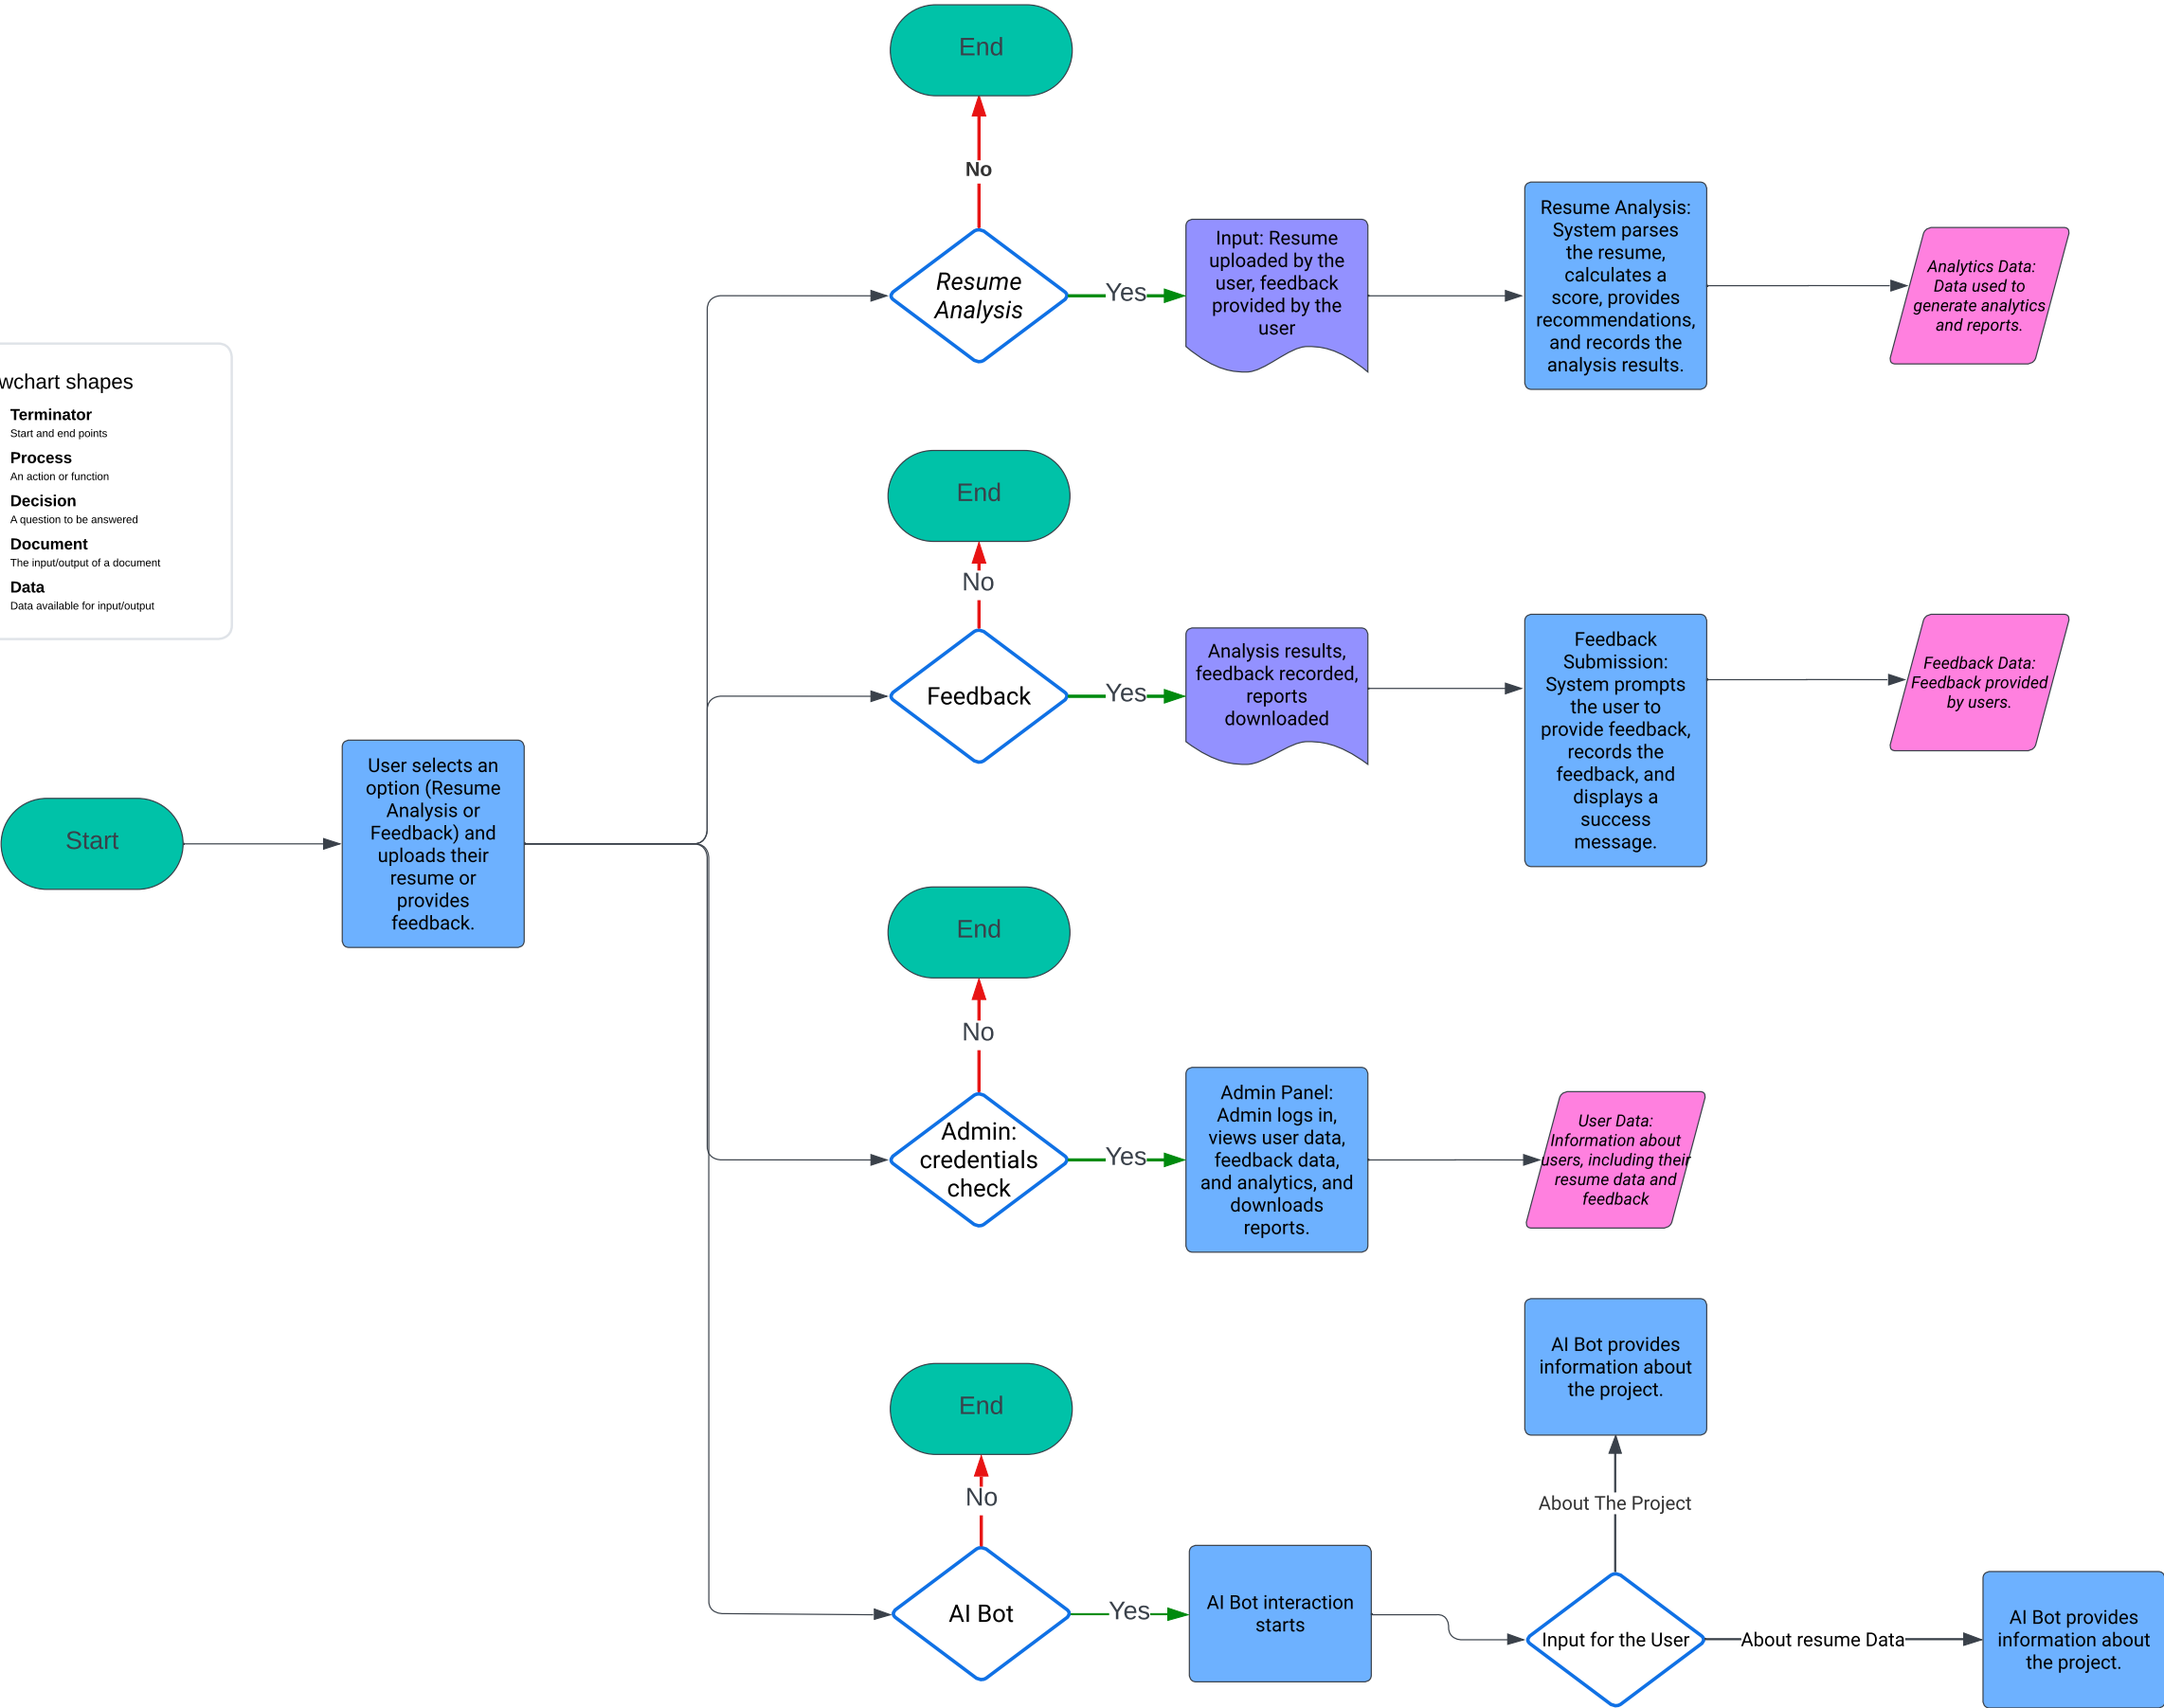 End
No
Resume
Analysis
Yes
Input: Resume
uploaded by the
user, feedback
provided by the
user
Resume Analysis:
System parses
the resume,
calculates a
score, provides
recommendations,
and records the
analysis results.
Analytics Data:
Data used to
generate analytics
and reports.
wchart shapes
Terminator
Start and end points
Process
An action or function
Decision
A question to be answered
Document
The input/output of a document
Data
Data available for input/output
End
No
Feedback
Yes
Analysis results,
feedback recorded,
reports
downloaded
Feedback
Submission:
System prompts
the user to
provide feedback,
records the
feedback, and
displays a
success
message.
Feedback Data:
Feedback provided
by users.
Start
User selects an
option (Resume
Analysis or
Feedback) and
uploads their
resume or
provides
feedback.
End
No
Admin:
credentials
check
Yes
Admin Panel:
Admin logs in,
views user data,
feedback data,
and analytics, and
downloads
reports.
User Data:
Information about
users, including their
resume data and
feedback
End
No
AI Bot
Yes
AI Bot interaction
starts
AI Bot provides
information about
the project.
About The Project
Input for the User
About resume Data
AI Bot provides
information about
the project.